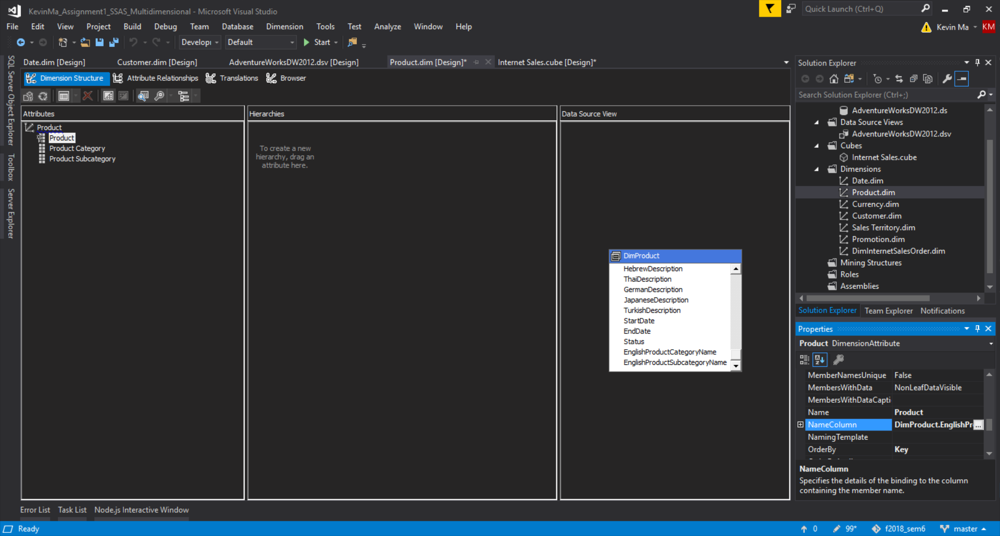 KevinMa_Assignment1_SSAS_Multidimensional - Microsoft Visual Studio
Quick Launch (Ctrl+Q)
File Edit View Project Build Debug Team Database Dimension Tools Test Analyze Window Help
Kevin Ma KM
Develop Default Start
SQL Server Object Explorer
Toolbox
Server Explorer
Date.dim [Design] Customer.dim [Design] AdventureWorksDW2012.dsv [Design] Product.dim [Design]* Internet Sales.cube [Design]*
Dimension Structure Attribute Relationships Translations Browser
Attributes
Product
Product
Product Category
Product Subcategory
Hierarchies
To create a new
hierarchy, drag an
attribute here.
Data Source View
DimProduct
HebrewDescription
ThaiDescription
GermanDescription
JapaneseDescription
TurkishDescription
StartDate
EndDate
Status
EnglishProductCategoryName
EnglishProductSubcategoryName
Solution Explorer
Search Solution Explorer (Ctrl+;)
AdventureWorksDW2012.ds
Data Source Views
AdventureWorksDW2012.dsv
Cubes
Internet Sales.cube
Dimensions
Date.dim
Product.dim
Currency.dim
Customer.dim
Sales Territory.dim
Promotion.dim
DimInternetSalesOrder.dim
Mining Structures
Roles
Assemblies
Solution Explorer Team Explorer Notifications
Properties
Product DimensionAttribute
MemberNamesUnique False
MembersWithData NonLeafDataVisible
MembersWithDataCapti
Name Product
NameColumn DimProduct.EnglishPr ...
NamingTemplate
OrderBy Key
NameColumn
Specifies the details of the binding to the column
containing the member name.
Error List Task List Node.js Interactive Window
Ready 0 99* f2018_sem6 master